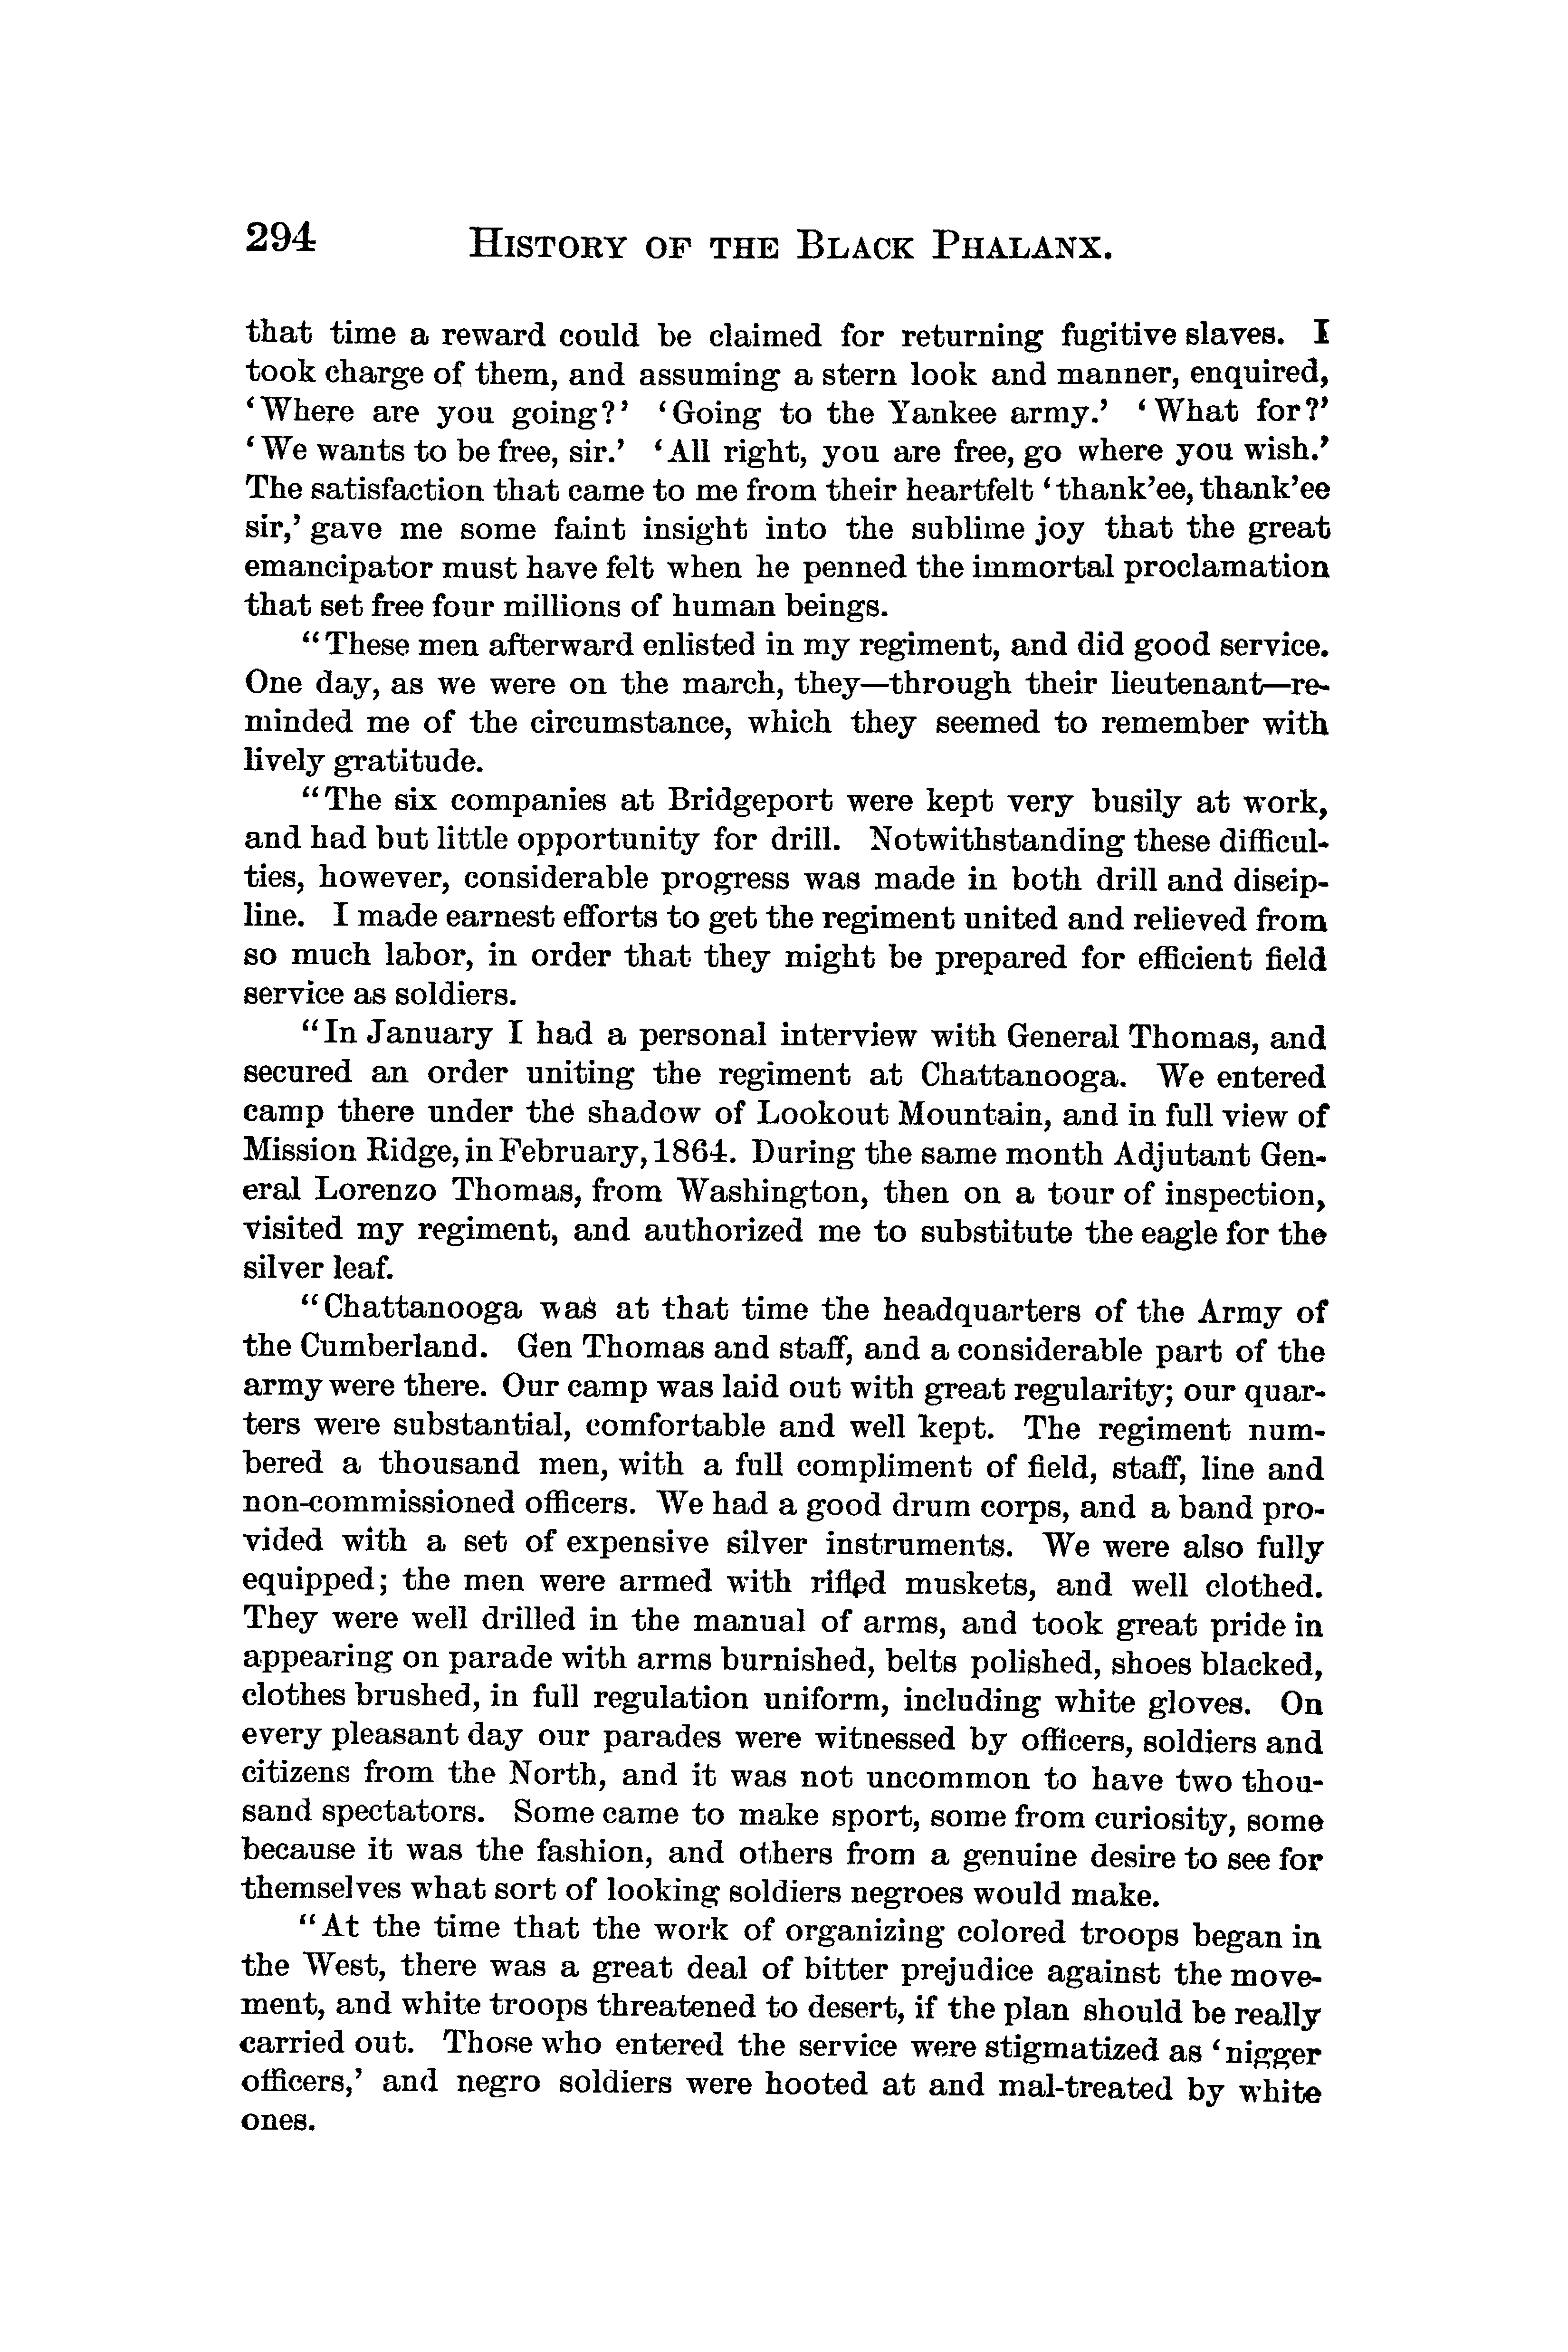 294 HISTORY OF THE BLACK PHALANX.
that time a reward could be claimed for returning fugitive slaves. I
took charge of them, and assuming a stern look and manner, enquired,
‘Where are you going?’ ‘Going to the Yankee army.’ ‘What for?’
‘We wants to be free, sir.’ ‘All right, you are free, go where you wish.’
The satisfaction that came to me from their heartfelt ‘thank’ee, thank’ee
sir,’ gave me some faint insight into the sublime joy that the great
emancipator must have felt when he penned the immortal proclamation
that set free four millions of human beings.
“These men afterward enlisted in my regiment, and did good service.
One day, as we were on the march, they—through their lieutenant—re-
minded me of the circumstance, which they seemed to remember with
lively gratitude.
“The six companies at Bridgeport were kept very busily at work,
and had but little opportunity for drill. Notwithstanding these difficul-
ties, however, considerable progress was made in both drill and discip-
line. I made earnest efforts to get the regiment united and relieved from
so much labor, in order that they might be prepared for efficient field
service as soldiers.
“In January I had a personal interview with General Thomas, and
secured an order uniting the regiment at Chattanooga. We entered
camp there under the shadow of Lookout Mountain, and in full view of
Mission Ridge, in February, 1864. During the same month Adjutant Gen-
eral Lorenzo Thomas, from Washington, then on a tour of inspection,
visited my regiment, and authorized me to substitute the eagle for the
silver leaf.
“Chattanooga was at that time the headquarters of the Army of
the Cumberland. Gen Thomas and staff, and a considerable part of the
army were there. Our camp was laid out with great regularity; our quar-
ters were substantial, comfortable and well kept. The regiment num-
bered a thousand men, with a full compliment of field, staff, line and
non-commissioned officers. We had a good drum corps, and a band pro-
vided with a set of expensive silver instruments. We were also fully
equipped; the men were armed with rifled muskets, and well clothed.
They were well drilled in the manual of arms, and took great pride in
appearing on parade with arms burnished, belts polished, shoes blacked,
clothes brushed, in full regulation uniform, including white gloves. On
every pleasant day our parades were witnessed by officers, soldiers and
citizens from the North, and it was not uncommon to have two thou-
sand spectators. Some came to make sport, some from curiosity, some
because it was the fashion, and others from a genuine desire to see for
themselves what sort of looking soldiers negroes would make.
“At the time that the work of organizing colored troops began in
the West, there was a great deal of bitter prejudice against the move-
ment, and white troops threatened to desert, if the plan should be really
carried out. Those who entered the service were stigmatized as ‘nigger
officers,’ and negro soldiers were hooted at and mal-treated by white
ones.